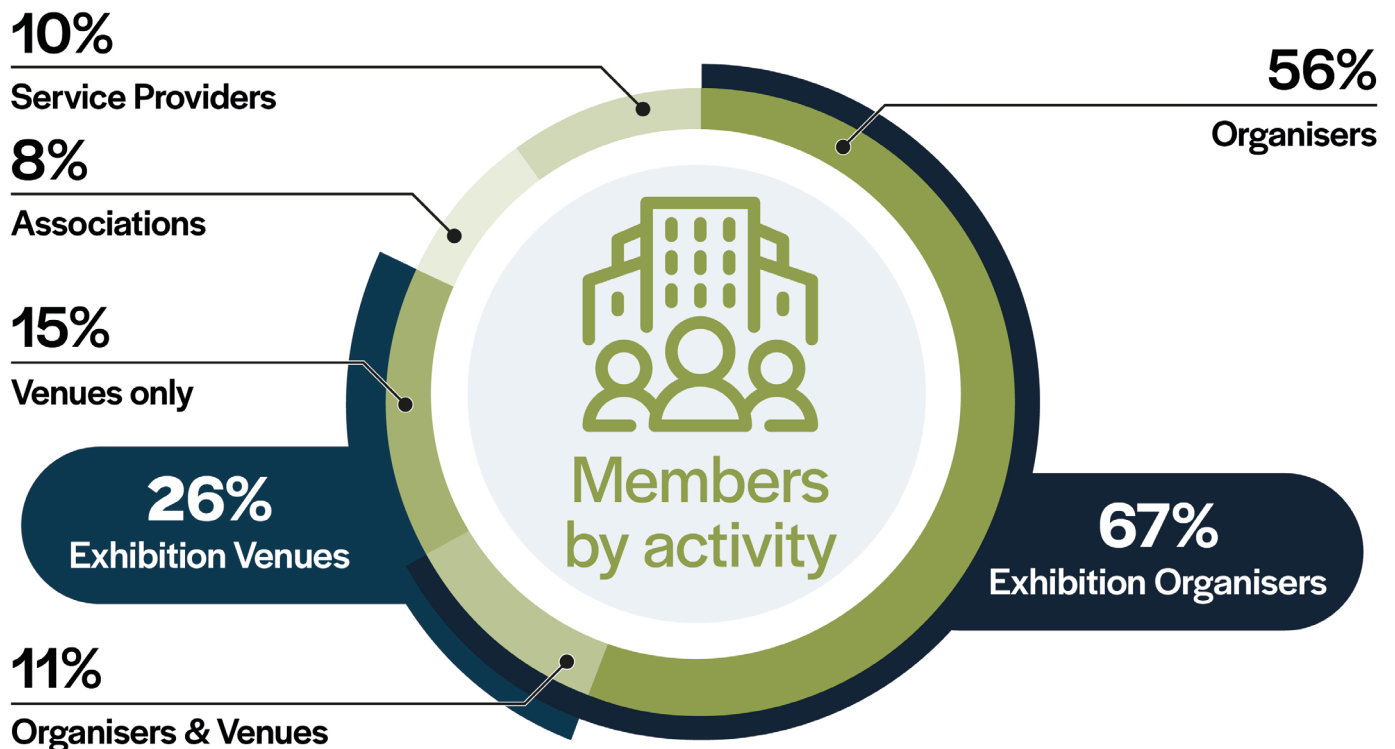 10%
Service Providers
8%
Associations
15%
Venues only
26%
Exhibition Venues
11%
Organisers & Venues
Members
by activity
56%
Organisers
67%
Exhibition Organisers